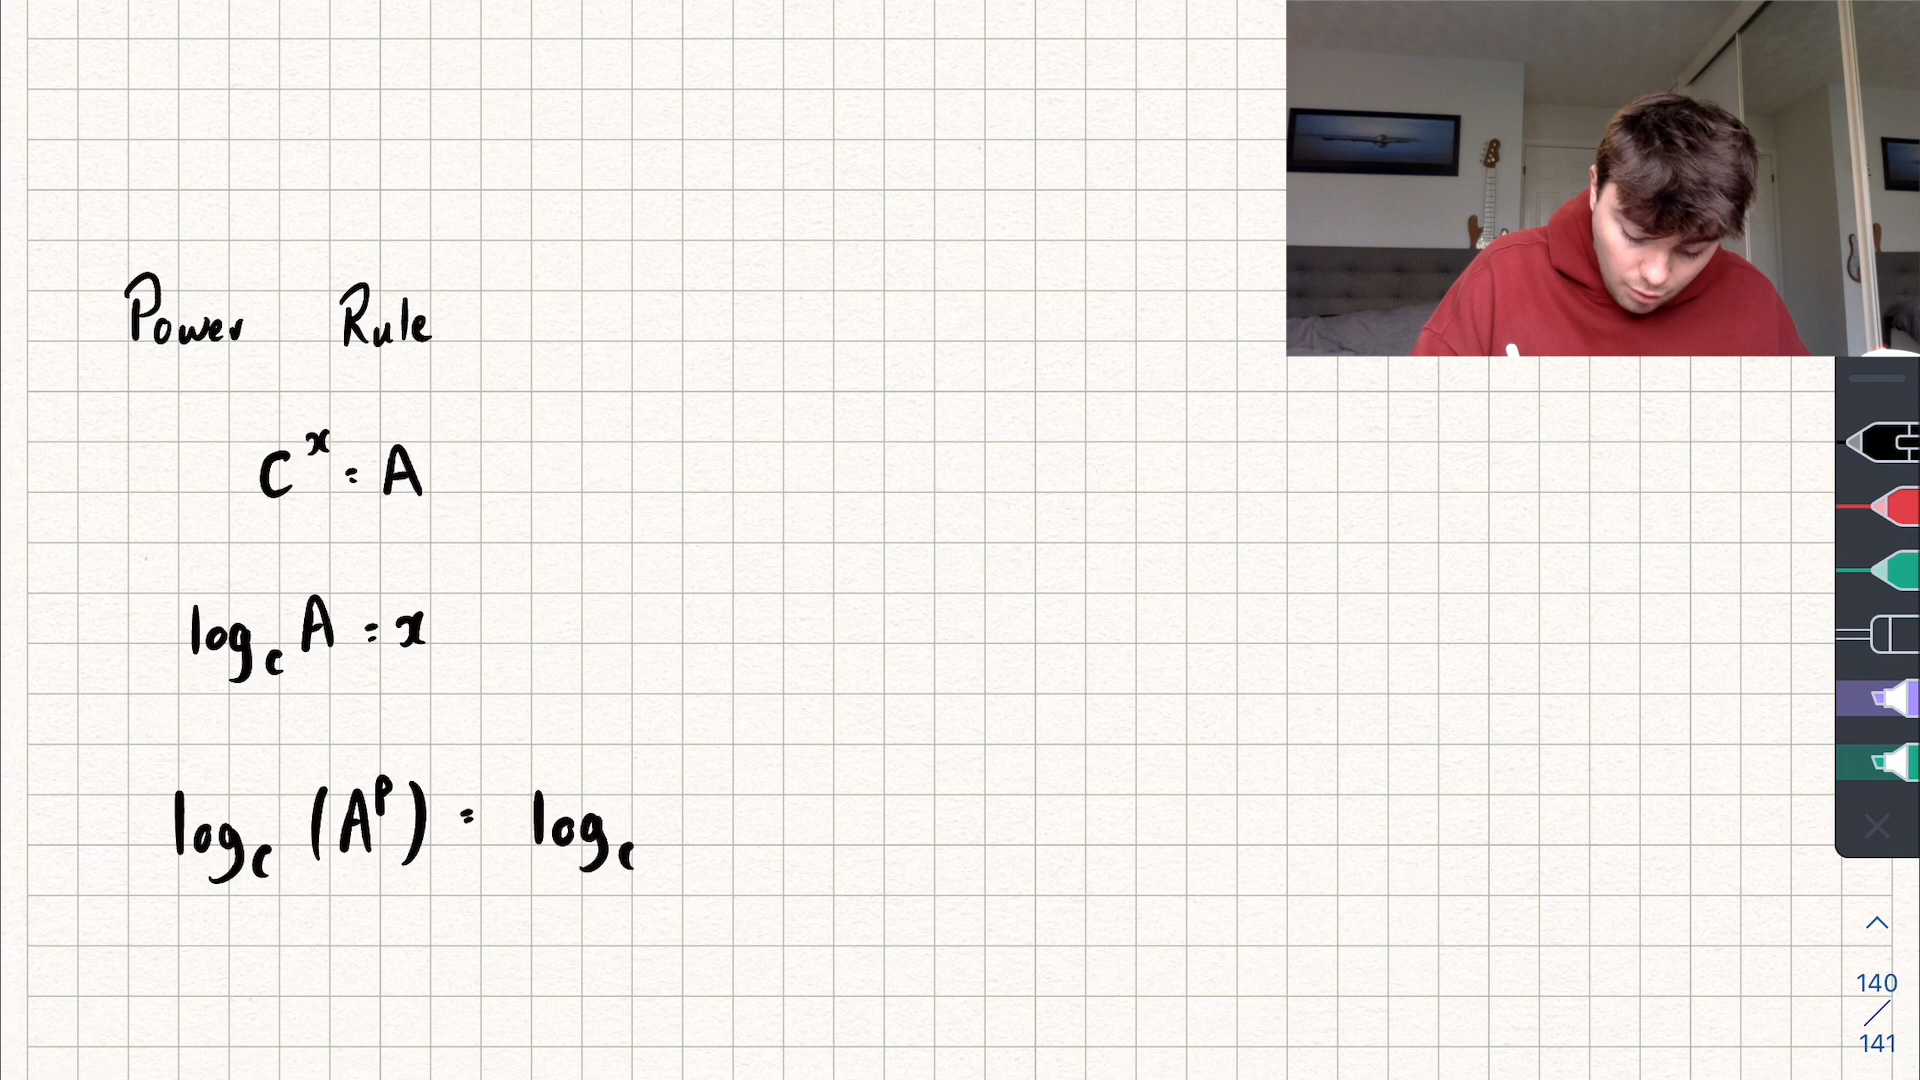 Power Rule
c^x = A
log_c A = x
log_c (A^p) = log_c
140
141